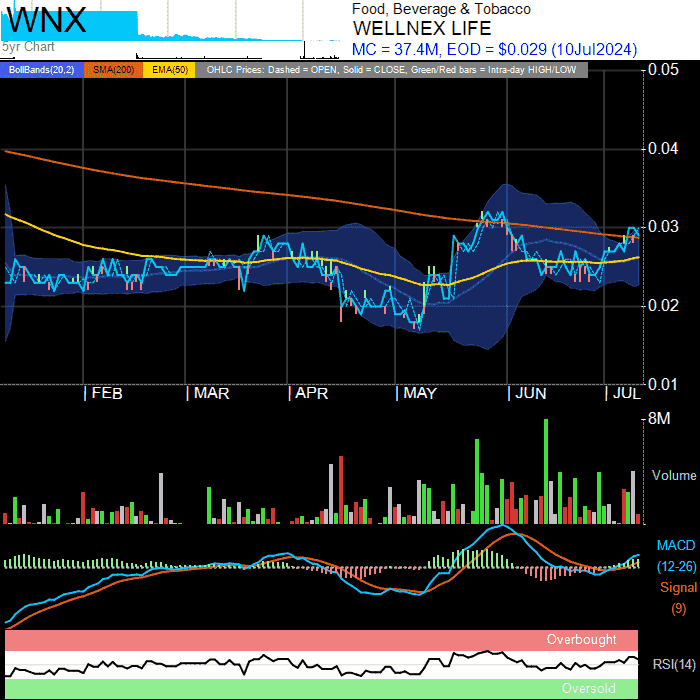 WNX
Food, Beverage & Tobacco
WELLNEX LIFE
5yr Chart
MC = 37.4M, EOD = $0.029 (10Jul2024)
BollBands(20,2) SMA(200) EMA(50) OHLC Prices: Dashed = OPEN, Solid = CLOSE, Green/Red bars = Intra-day HIGH/LOW
0.05
0.04
0.03
0.02
0.01
| FEB | MAR | APR | MAY | JUN | JUL
8M
Volume
MACD
(12-26)
Signal
(9)
Overbought
RSI(14)
Oversold